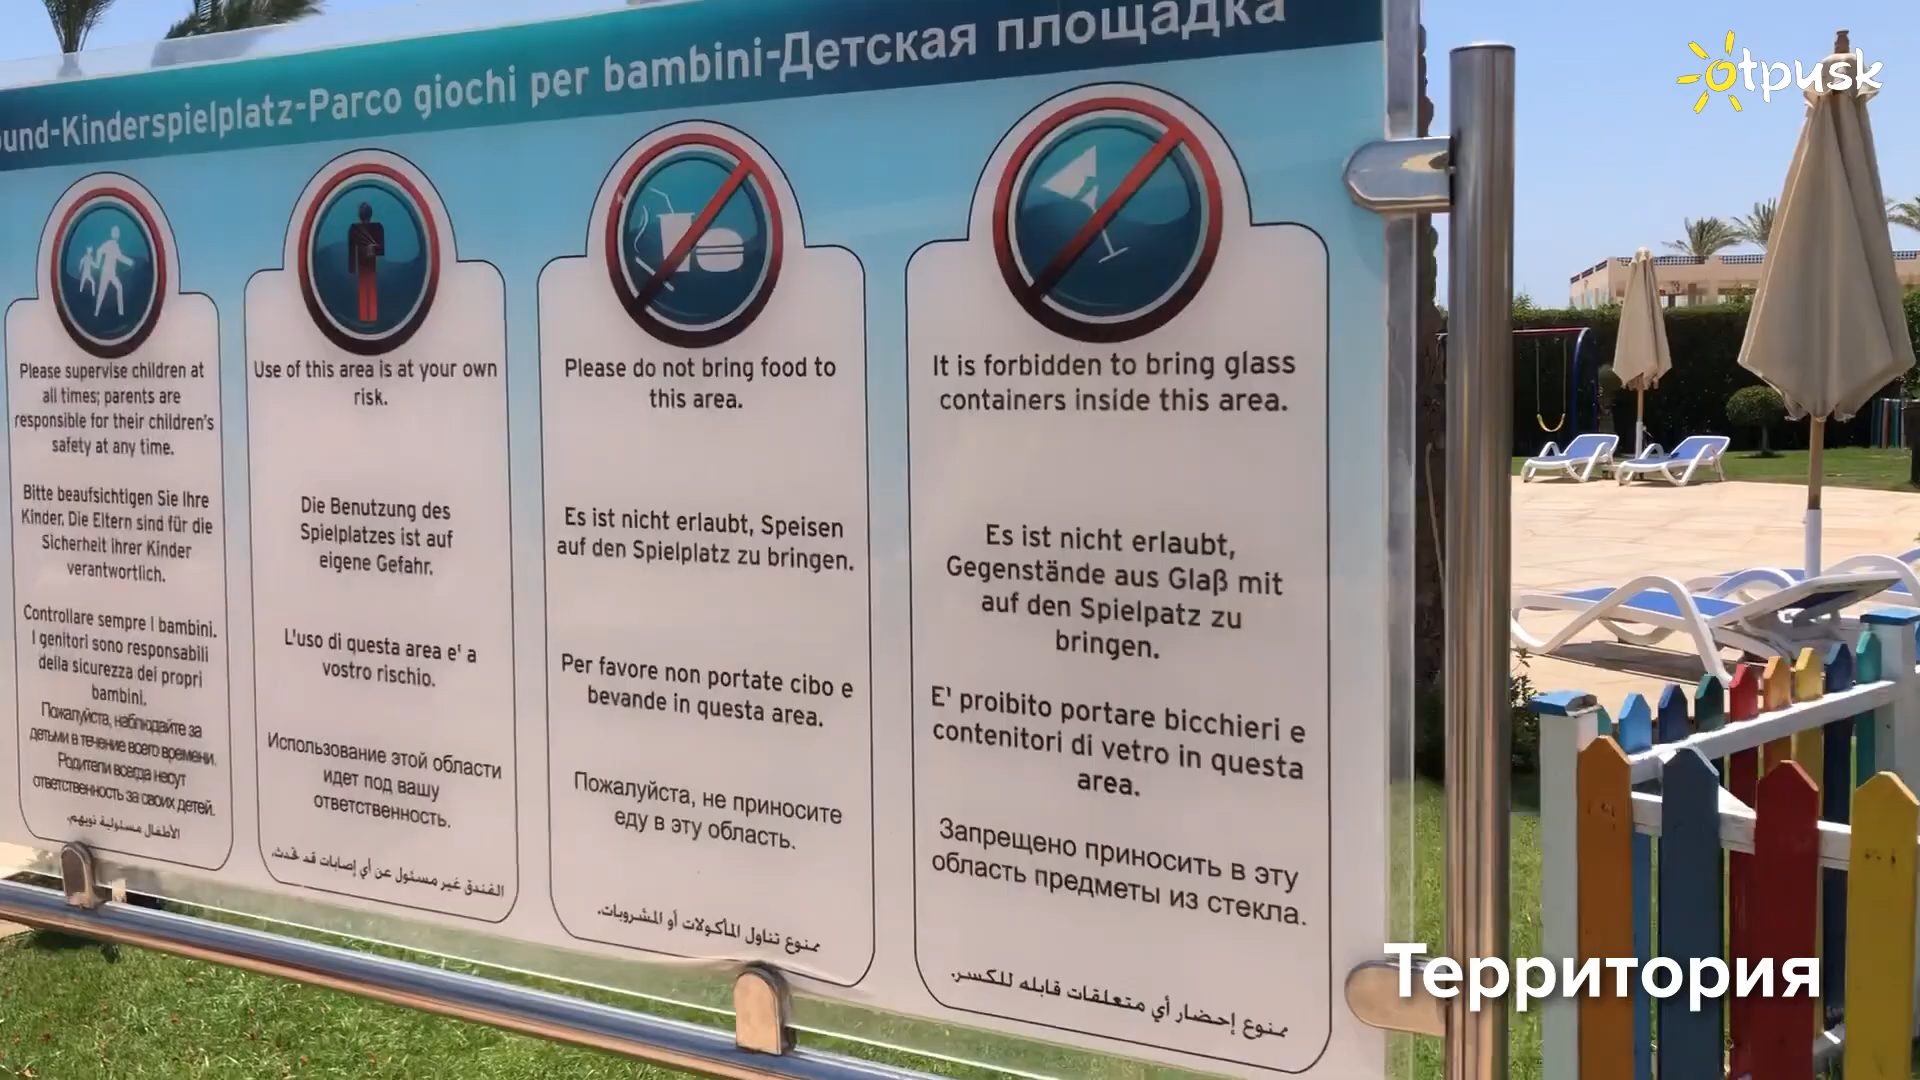 ound-Kinderspielplatz-Parco giochi per bambini-Детская площадка
otpusk
Please supervise children at
all times; parents are
responsible for their children's
safety at any time.
Bitte beaufsichtigen Sie Ihre
Kinder. Die Eltern sind für die
Sicherheit ihrer Kinder
verantwortlich.
Controllare sempre I bambini.
I genitori sono responsabili
della sicurezza dei propri
bambini.
Пожалуйста, наблюдайте за
детьми в течение всего времени.
Родители всегда несут
ответственность за своих детей.
الأطفال مسئولية ذويهم.
Use of this area is at your own
risk.
Die Benutzung des
Spielplatzes ist auf
eigene Gefahr.
L'uso di questa area e' a
vostro rischio.
Использование этой области
идет под вашу
ответственность.
الفندق غير مسئول عن أي إصابات قد تحدث.
Please do not bring food to
this area.
Es ist nicht erlaubt, Speisen
auf den Spielplatz zu bringen.
Per favore non portate cibo e
bevande in questa area.
Пожалуйста, не приносите
еду в эту область.
ممنوع تناول المأكولات أو المشروبات.
It is forbidden to bring glass
containers inside this area.
Es ist nicht erlaubt,
Gegenstände aus Glaß mit
auf den Spielpatz zu
bringen.
E' proibito portare bicchieri e
contenitori di vetro in questa
area.
Запрещено приносить в эту
область предметы из стекла.
ممنوع إحضار أي متعلقات قابله للكسر.
Территория